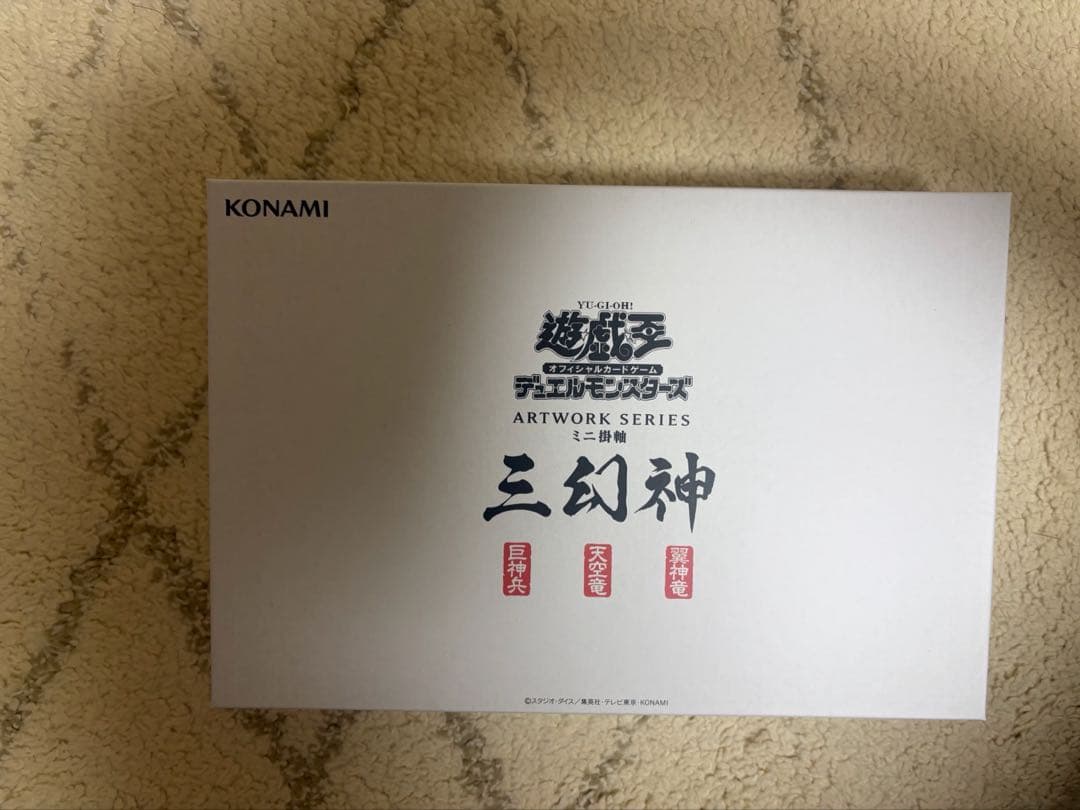 KONAMI
YU-GI-OH!
遊戯王
オフィシャルカードゲーム
デュエルモンスターズ
ARTWORK SERIES
ミニ掛軸
三幻神
巨神兵
天空竜
翼神竜
©スタジオ・ダイス／集英社・テレビ東京・KONAMI